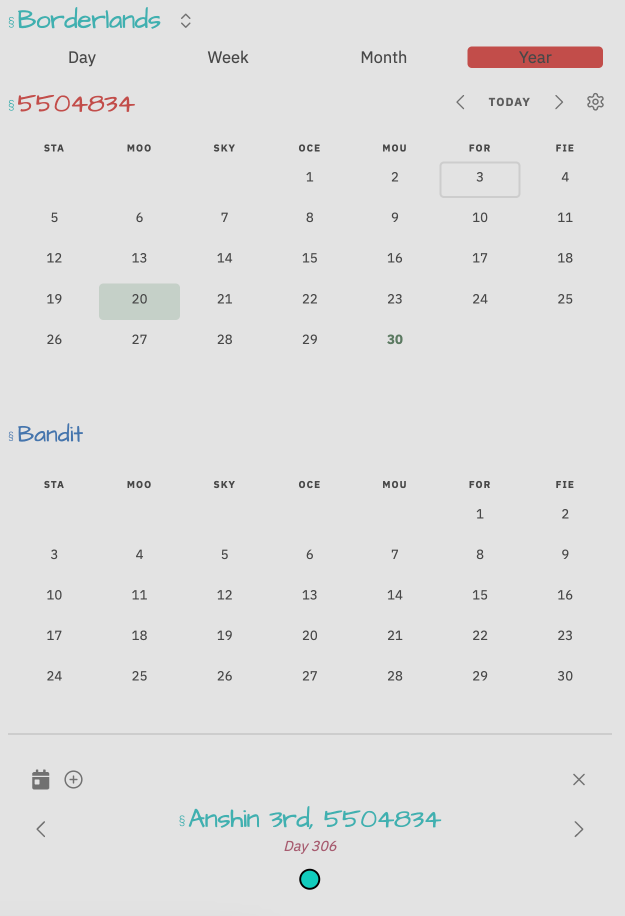 § Borderlands
Day Week Month Year
§ 5504834
TODAY
STA MOO SKY OCE MOU FOR FIE
1 2 3 4
5 6 7 8 9 10 11
12 13 14 15 16 17 18
19 20 21 22 23 24 25
26 27 28 29 30
§ Bandit
STA MOO SKY OCE MOU FOR FIE
1 2
3 4 5 6 7 8 9
10 11 12 13 14 15 16
17 18 19 20 21 22 23
24 25 26 27 28 29 30
§ Anshin 3rd, 5504834
Day 306